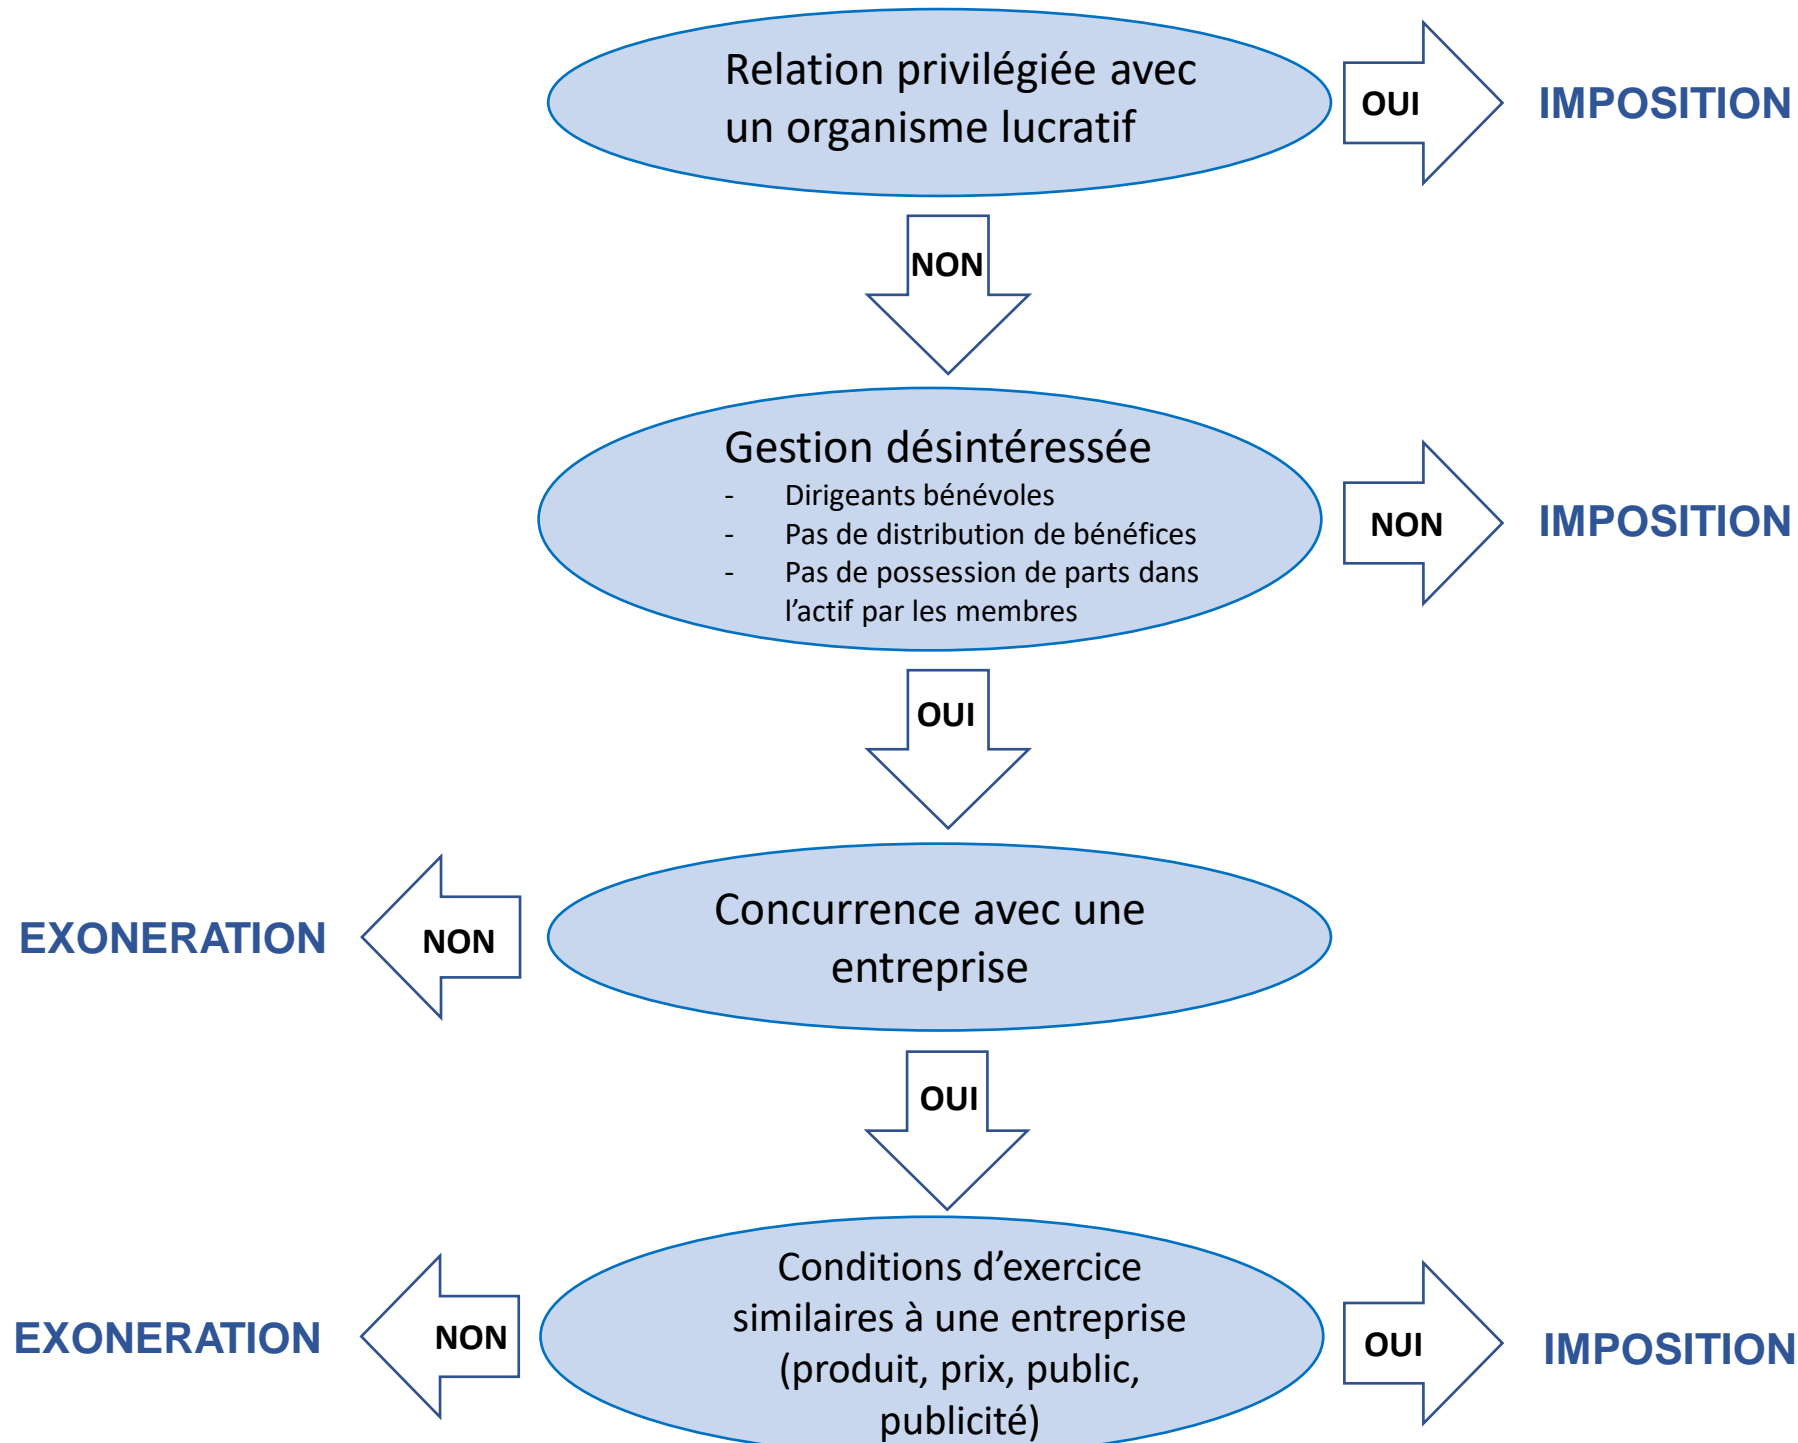 Relation privilégiée avec
un organisme lucratif
OUI
IMPOSITION
NON
Gestion désintéressée
- Dirigeants bénévoles
- Pas de distribution de bénéfices
- Pas de possession de parts dans
l’actif par les membres
NON
IMPOSITION
OUI
Concurrence avec une
entreprise
NON
EXONERATION
OUI
Conditions d’exercice
similaires à une entreprise
(produit, prix, public,
publicité)
NON
EXONERATION
OUI
IMPOSITION